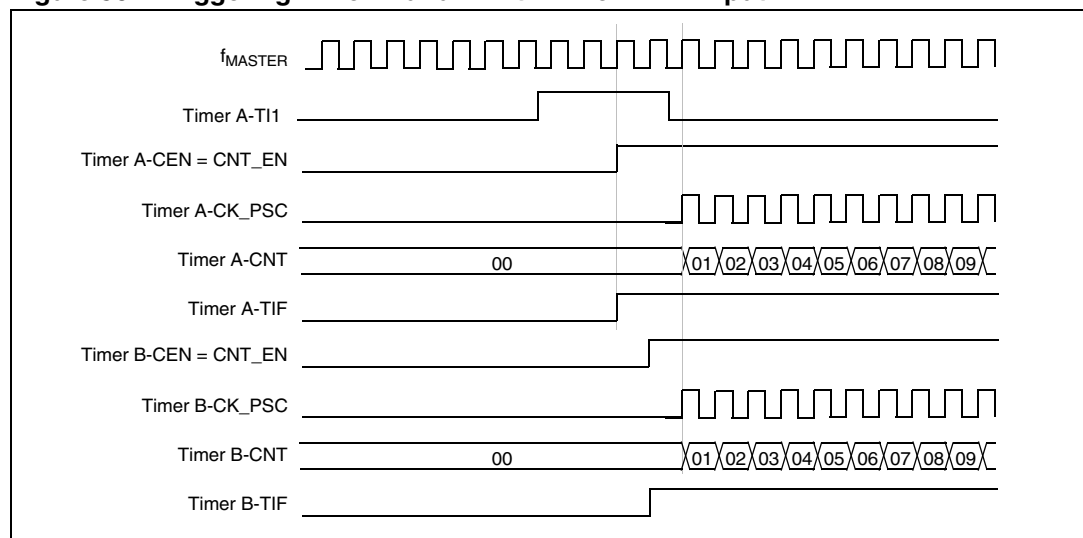 fMASTER
Timer A-TI1
Timer A-CEN = CNT_EN
Timer A-CK_PSC
Timer A-CNT 00 01 02 03 04 05 06 07 08 09
Timer A-TIF
Timer B-CEN = CNT_EN
Timer B-CK_PSC
Timer B-CNT 00 01 02 03 04 05 06 07 08 09
Timer B-TIF